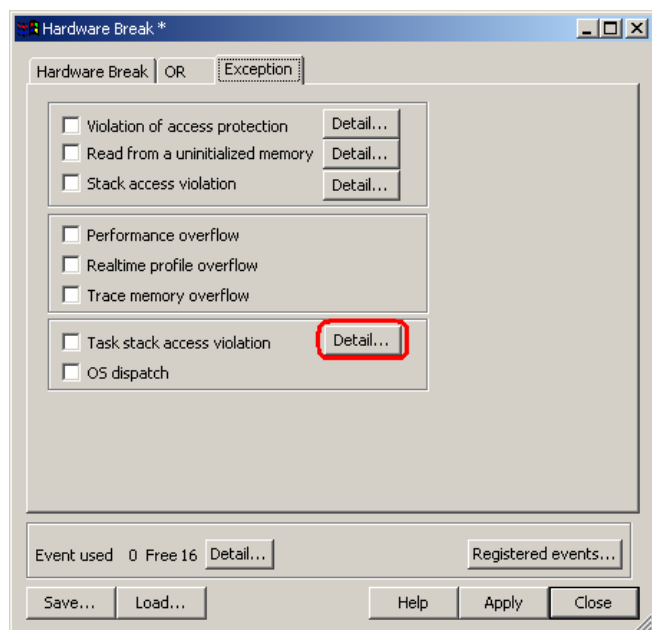 Hardware Break *
Hardware Break OR Exception
Violation of access protection Detail...
Read from a uninitialized memory Detail...
Stack access violation Detail...
Performance overflow
Realtime profile overflow
Trace memory overflow
Task stack access violation Detail...
OS dispatch
Event used 0 Free 16 Detail... Registered events...
Save... Load... Help Apply Close